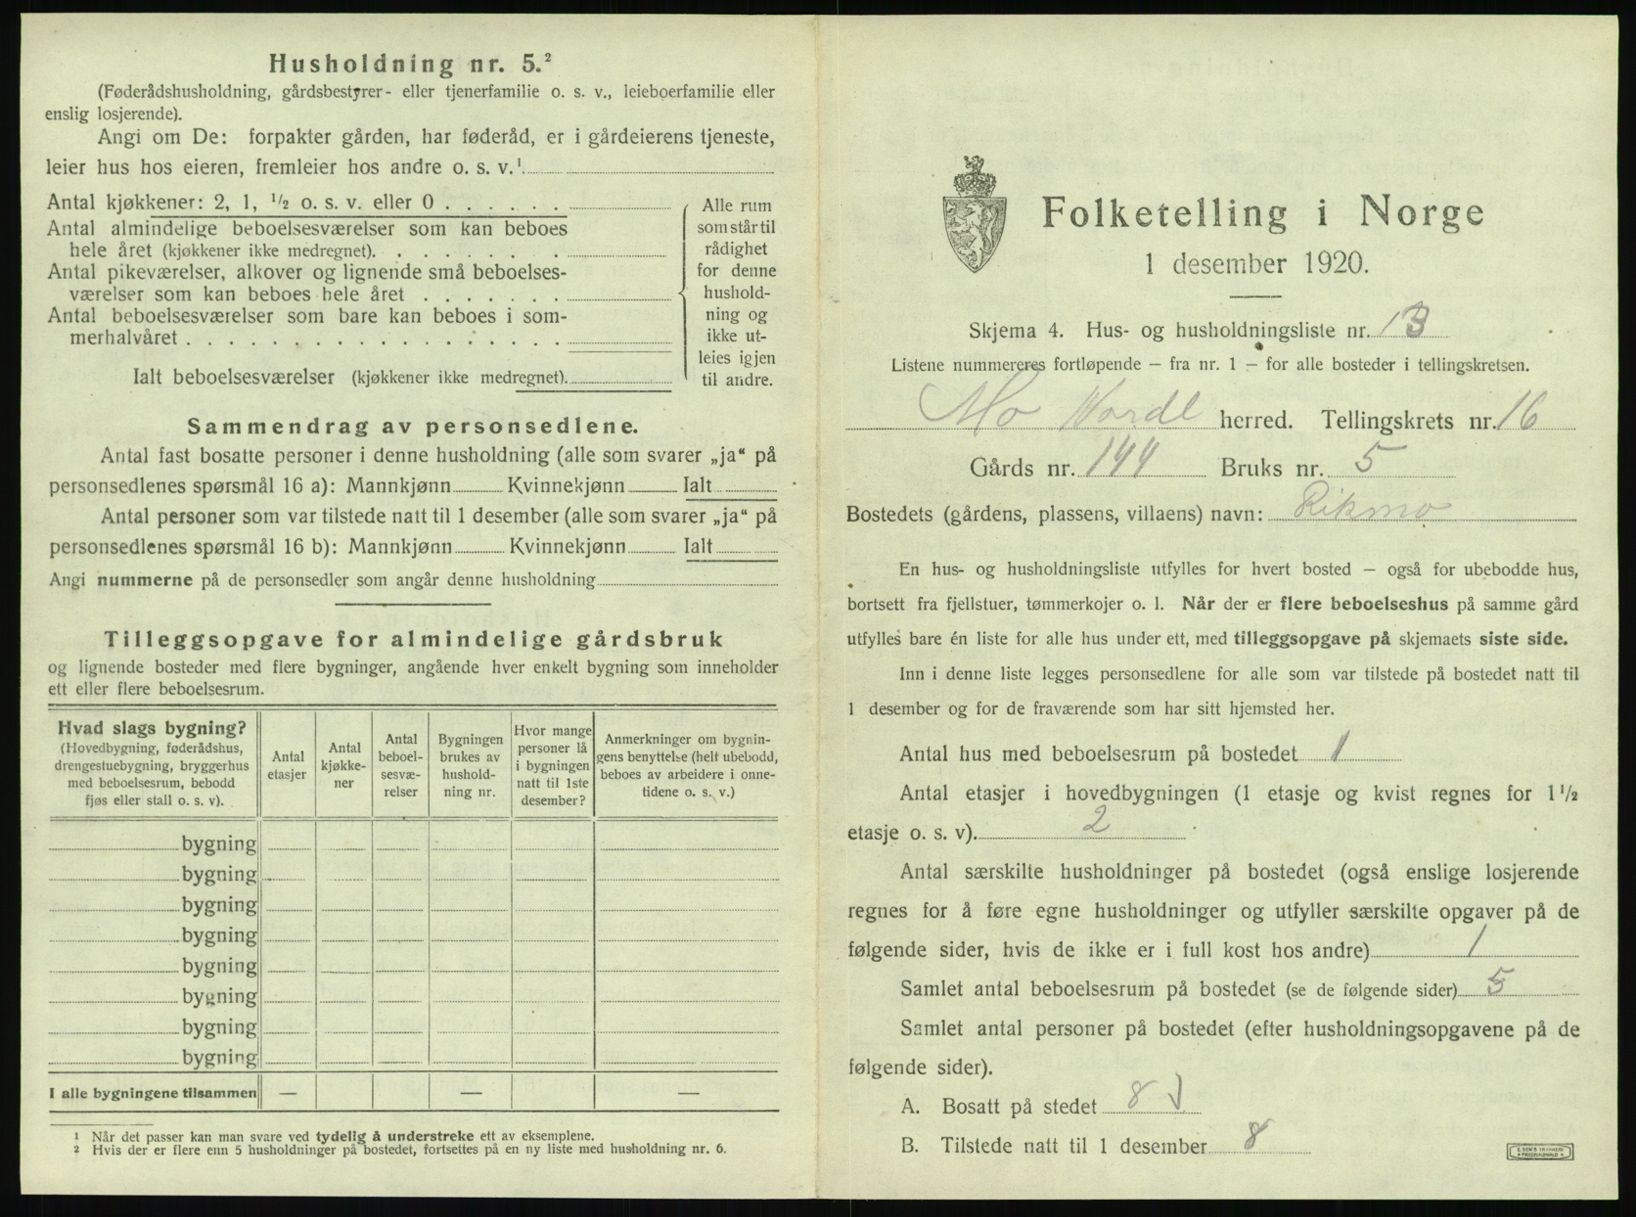 Husholdning nr. 5.²
(Føderådshusholdning, gårdsbestyrer- eller tjenerfamilie o. s. v., leieboerfamilie eller
enslig losjerende).
Angi om De: forpakter gården, har føderåd, er i gårdeierens tjeneste,
leier hus hos eieren, fremleier hos andre o. s. v.¹
Antal kjøkkener: 2, 1, ½ o. s. v. eller 0 . . . . . .
Antal almindelige beboelsesværelser som kan beboes
hele året (kjøkkener ikke medregnet). . . . . . . . .
Antal pikeværelser, alkover og lignende små beboelses-
værelser som kan beboes hele året . . . . . . .
Antal beboelsesværelser som bare kan beboes i som-
merhalvåret . . . . . . . . . . . . . . . . . .
Ialt beboelsesværelser (kjøkkener ikke medregnet).
Alle rum
som står til
rådighet
for denne
hushold-
ning og
ikke ut-
leies igjen
til andre.
Sammendrag av personsedlene.
Antal fast bosatte personer i denne husholdning (alle som svarer „ja“ på
personsedlenes spørsmål 16 a): Mannkjønn Kvinnekjønn Ialt
Antal personer som var tilstede natt til 1 desember (alle som svarer „ja“ på
personsedlenes spørsmål 16 b): Mannkjønn Kvinnekjønn Ialt
Angi nummerne på de personsedler som angår denne husholdning
Tilleggsopgave for almindelige gårdsbruk
og lignende bosteder med flere bygninger, angående hver enkelt bygning som inneholder
ett eller flere beboelsesrum.
Hvad slags bygning?
(Hovedbygning, føderådshus,
drengestuebygning, bryggerhus
med beboelsesrum, bebodd
fjøs eller stall o. s. v).
Antal
etasjer
Antal
kjøkke-
ner
Antal
beboel-
sesvæ-
relser
Bygningen
brukes av
hushold-
ning nr.
Hvor mange
personer lå
i bygningen
natt til 1ste
desember?
Anmerkninger om bygnin-
gens benyttelse (helt ubebodd,
beboes av arbeidere i onne-
tidene o. s. v.)
bygning
bygning
bygning
bygning
bygning
bygning
bygning
bygning
I alle bygningene tilsammen — — —
¹ Når det passer kan man svare ved tydelig å understreke ett av eksemplene.
² Hvis der er flere enn 5 husholdninger på bostedet, fortsettes på en ny liste med husholdning nr. 6.
Folketelling i Norge
1 desember 1920.
Skjema 4. Hus- og husholdningsliste nr. 13
Listene nummereres fortløpende — fra nr. 1 — for alle bosteder i tellingskretsen.
Mo Nordl herred. Tellingskrets nr. 16
Gårds nr. 144 Bruks nr. 5
Bostedets (gårdens, plassens, villaens) navn: Rikmo
En hus- og husholdningsliste utfylles for hvert bosted — også for ubebodde hus,
bortsett fra fjellstuer, tømmerkojer o. l. Når der er flere beboelseshus på samme gård
utfylles bare én liste for alle hus under ett, med tilleggsopgave på skjemaets siste side.
Inn i denne liste legges personsedlene for alle som var tilstede på bostedet natt til
1 desember og for de fraværende som har sitt hjemsted her.
Antal hus med beboelsesrum på bostedet 1
Antal etasjer i hovedbygningen (1 etasje og kvist regnes for 1½
etasje o. s. v). 2
Antal særskilte husholdninger på bostedet (også enslige losjerende
regnes for å føre egne husholdninger og utfyller særskilte opgaver på de
følgende sider, hvis de ikke er i full kost hos andre) 1
Samlet antal beboelsesrum på bostedet (se de følgende sider) 5
Samlet antal personer på bostedet (efter husholdningsopgavene på de
følgende sider).
A. Bosatt på stedet 8
B. Tilstede natt til 1 desember 8